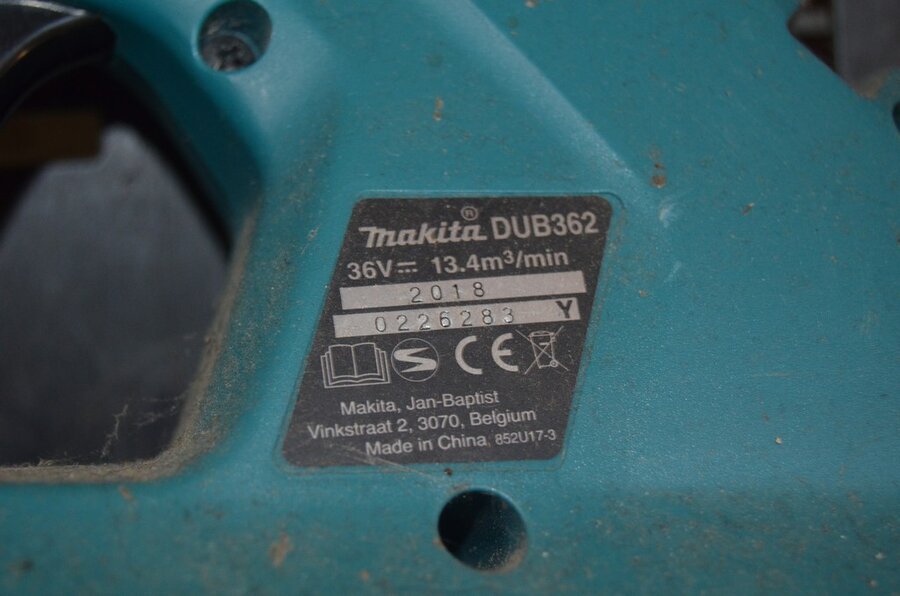 makita® DUB362
36V⎓ 13.4m³/min
2018
0226283 Y
CE
Makita, Jan-Baptist
Vinkstraat 2, 3070, Belgium
Made in China 852U17-3